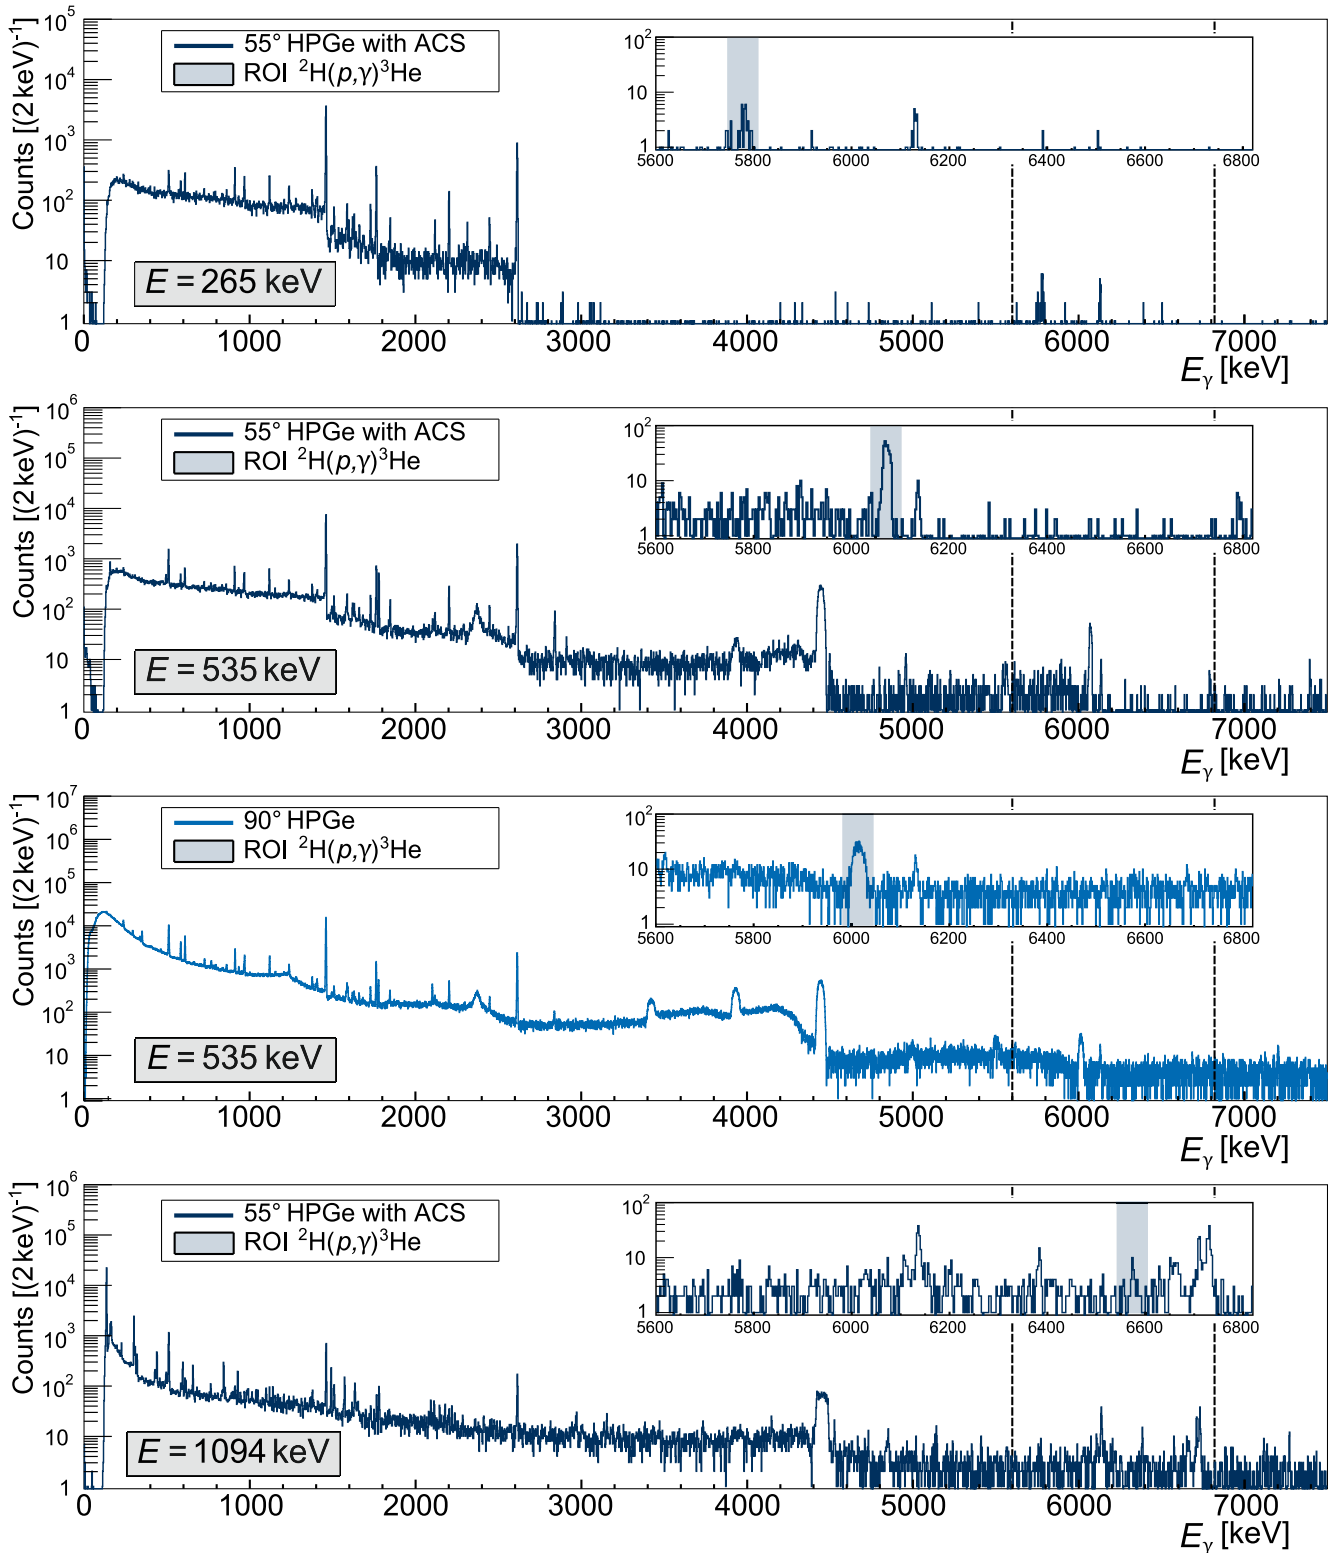 Counts [(2 keV)⁻¹]
10⁵
10⁴
10³
10²
10
1
55° HPGe with ACS
ROI ²H(p,γ)³He
E = 265 keV
10²
10
1
5600 5800 6000 6200 6400 6600 6800
0 1000 2000 3000 4000 5000 6000 7000
Eγ [keV]
Counts [(2 keV)⁻¹]
10⁶
10⁵
10⁴
10³
10²
10
1
55° HPGe with ACS
ROI ²H(p,γ)³He
E = 535 keV
10²
10
1
5600 5800 6000 6200 6400 6600 6800
0 1000 2000 3000 4000 5000 6000 7000
Eγ [keV]
Counts [(2 keV)⁻¹]
10⁷
10⁶
10⁵
10⁴
10³
10²
10
1
90° HPGe
ROI ²H(p,γ)³He
E = 535 keV
10²
10
1
5600 5800 6000 6200 6400 6600 6800
0 1000 2000 3000 4000 5000 6000 7000
Eγ [keV]
Counts [(2 keV)⁻¹]
10⁶
10⁵
10⁴
10³
10²
10
1
55° HPGe with ACS
ROI ²H(p,γ)³He
E = 1094 keV
10²
10
1
5600 5800 6000 6200 6400 6600 6800
0 1000 2000 3000 4000 5000 6000 7000
Eγ [keV]